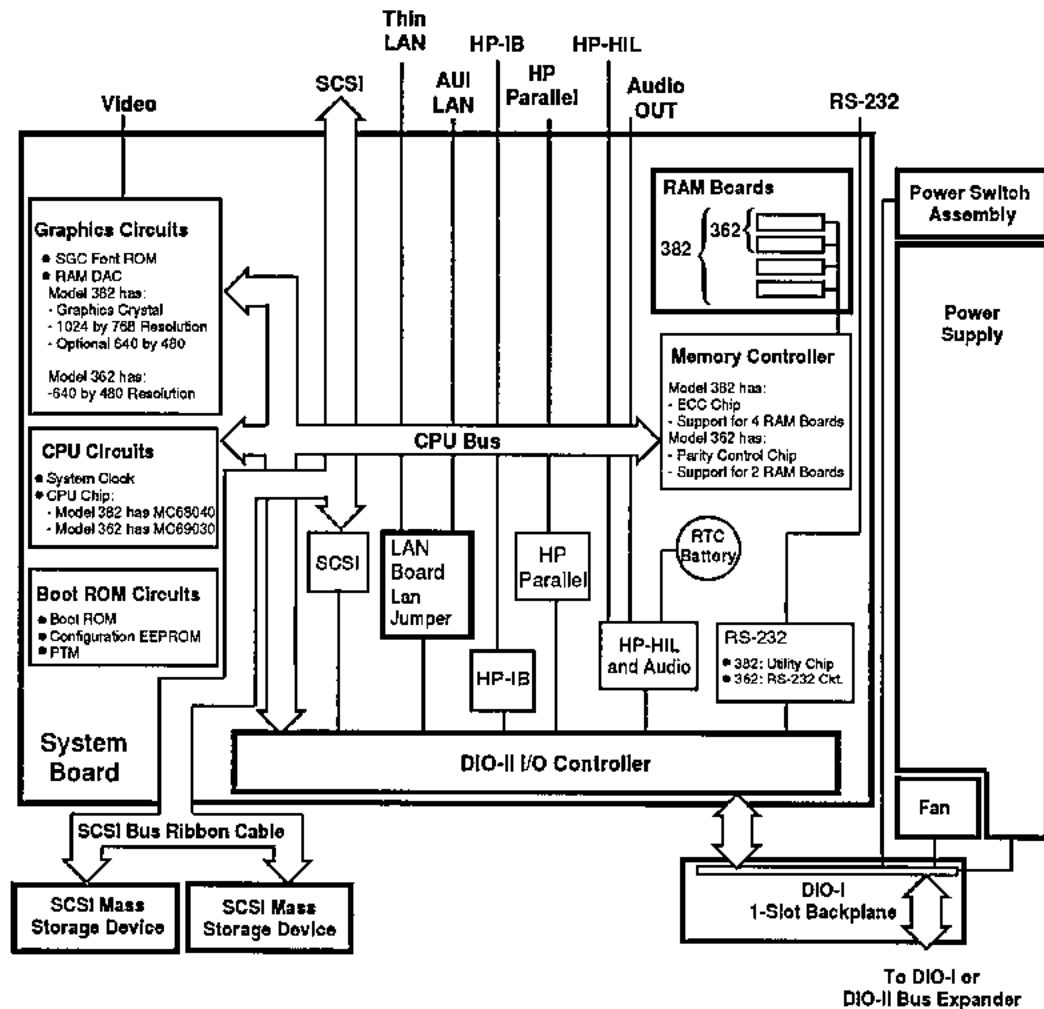 Thin
LAN
HP-IB
HP-HIL
SCSI
AUI
LAN
HP
Parallel
Audio
OUT
Video
RS-232
RAM Boards
362
382
Power Switch
Assembly
Graphics Circuits
SGC Font ROM
RAM DAC
Model 382 has:
- Graphics Crystal
- 1024 by 768 Resolution
- Optional 640 by 480
Model 362 has:
-640 by 480 Resolution
Power
Supply
Memory Controller
Model 382 has:
- ECC Chip
- Support for 4 RAM Boards
Model 362 has:
- Parity Control Chip
- Support for 2 RAM Boards
CPU Bus
CPU Circuits
System Clock
CPU Chip:
- Model 382 has MC68040
- Model 362 has MC69030
SCSI
LAN
Board
Lan
Jumper
HP
Parallel
RTC
Battery
Boot ROM Circuits
Boot ROM
Configuration EEPROM
PTM
HP-IB
HP-HIL
and Audio
RS-232
382: Utility Chip
362: RS-232 Ckt.
System
Board
DIO-II I/O Controller
Fan
SCSI Bus Ribbon Cable
SCSI Mass
Storage Device
SCSI Mass
Storage Device
DIO-I
1-Slot Backplane
To DIO-I or
DIO-II Bus Expander